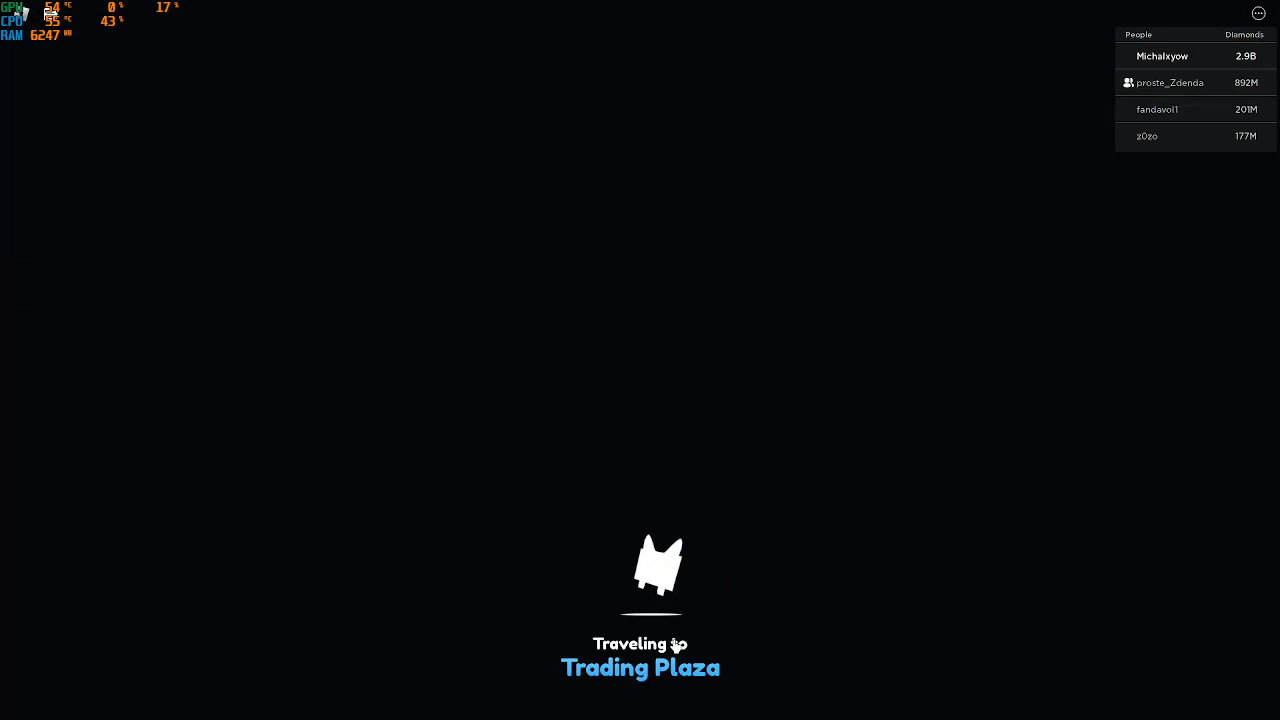 GPU 54 °C 0 % 17 %
CPU 55 °C 43 %
RAM 6247 MB
People Diamonds
Michalxyow 2.9B
proste_Zdenda 892M
fandavol1 201M
z0zo 177M
Traveling to
Trading Plaza